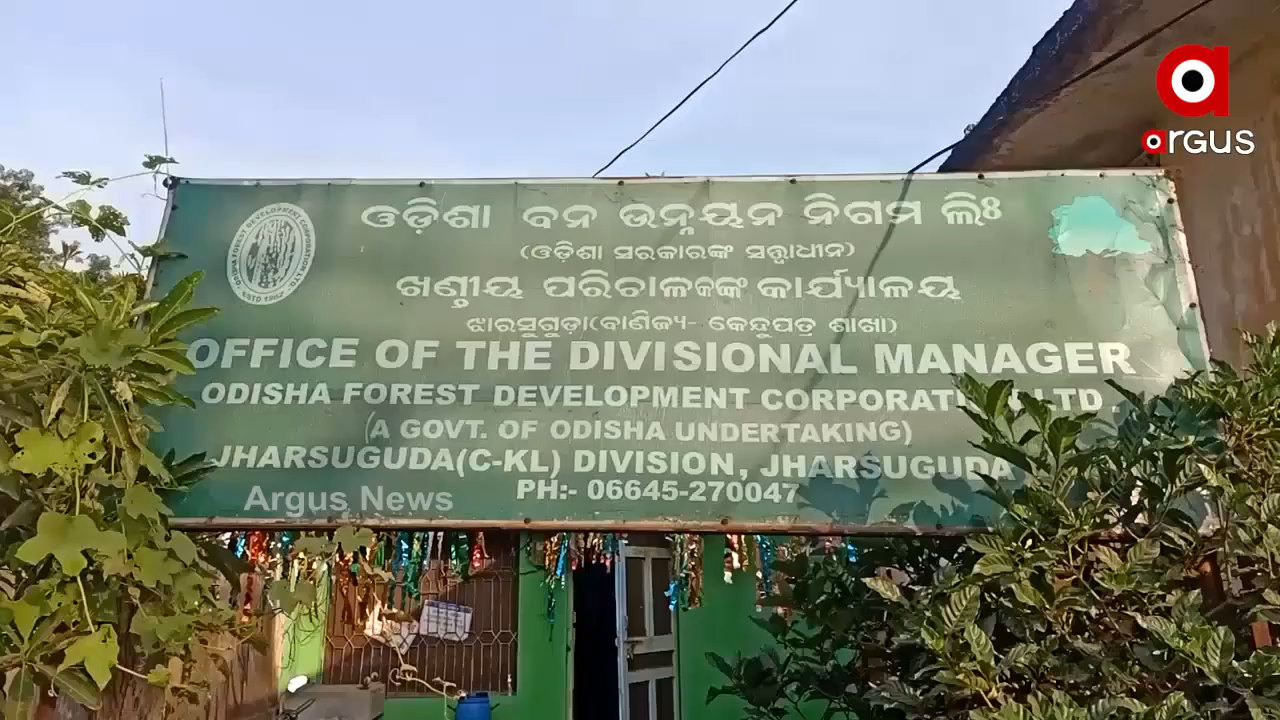 argus
ଓଡ଼ିଶା ବନ ଉନ୍ନୟନ ନିଗମ ଲିଃ
(ଓଡ଼ିଶା ସରକାରଙ୍କ ସତ୍ତ୍ୱାଧୀନ)
ଖଣ୍ଡୀୟ ପରିଚାଳକଙ୍କ କାର୍ଯ୍ୟାଳୟ
ଝାରସୁଗୁଡ଼ା(ବାଣିଜ୍ୟ- କେନ୍ଦୁପତ୍ର ଶାଖା)
OFFICE OF THE DIVISIONAL MANAGER
ODISHA FOREST DEVELOPMENT CORPORATION LTD.
(A GOVT. OF ODISHA UNDERTAKING)
JHARSUGUDA(C-KL) DIVISION, JHARSUGUDA
PH:- 06645-270047
Argus News